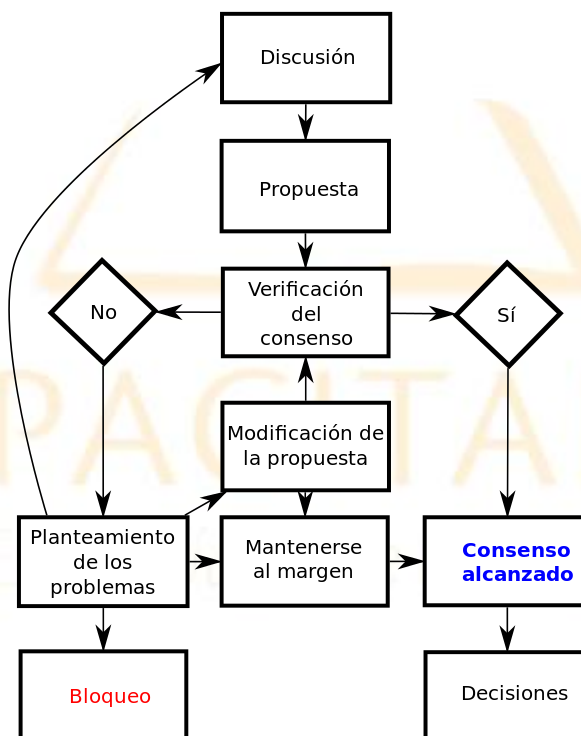 Discusión
Propuesta
Verificación
del
consenso
No
Sí
Modificación de
la propuesta
Planteamiento
de los
problemas
Mantenerse
al margen
Consenso
alcanzado
Bloqueo
Decisiones